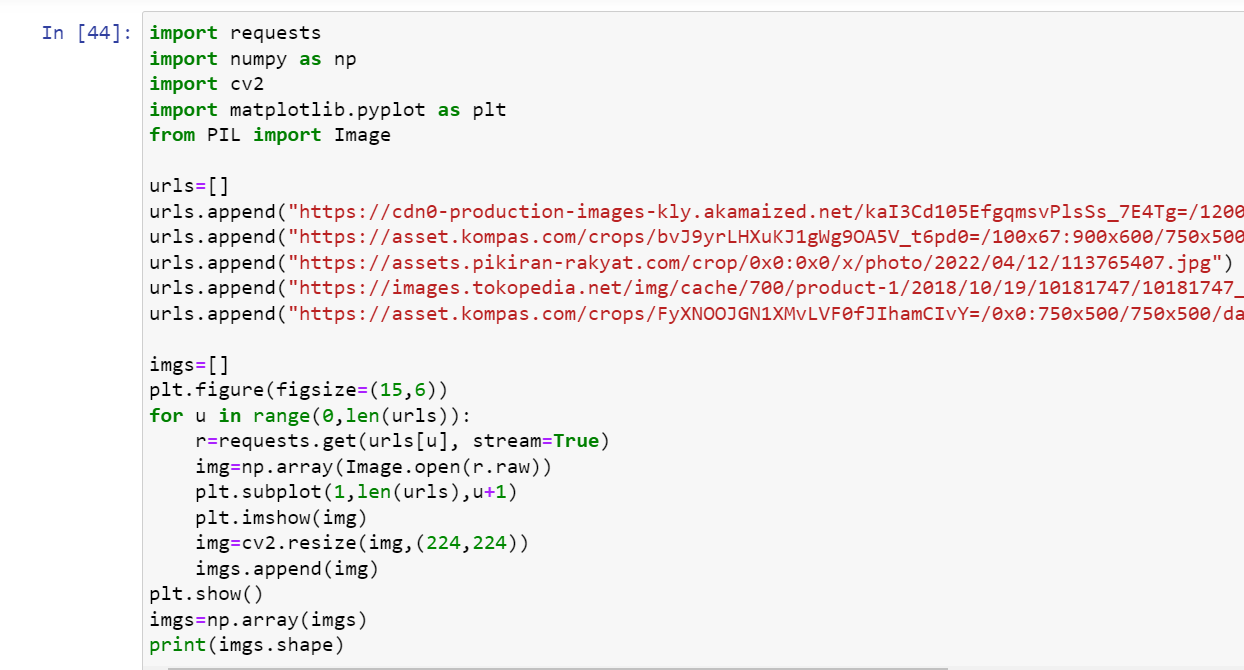 In [44]:
import requests
import numpy as np
import cv2
import matplotlib.pyplot as plt
from PIL import Image
urls=[]
urls.append("https://cdn0-production-images-kly.akamaized.net/kaI3Cd105EfgqmsvPlsSs_7E4Tg=/1200
urls.append("https://asset.kompas.com/crops/bvJ9yrLHXuKJ1gWg9OA5V_t6pd0=/100x67:900x600/750x500
urls.append("https://assets.pikiran-rakyat.com/crop/0x0:0x0/x/photo/2022/04/12/113765407.jpg")
urls.append("https://images.tokopedia.net/img/cache/700/product-1/2018/10/19/10181747/10181747_
urls.append("https://asset.kompas.com/crops/FyXNOOJGN1XMvLVF0fJIhamCIvY=/0x0:750x500/750x500/da
imgs=[]
plt.figure(figsize=(15,6))
for u in range(0,len(urls)):
    r=requests.get(urls[u], stream=True)
    img=np.array(Image.open(r.raw))
    plt.subplot(1,len(urls),u+1)
    plt.imshow(img)
    img=cv2.resize(img,(224,224))
    imgs.append(img)
plt.show()
imgs=np.array(imgs)
print(imgs.shape)